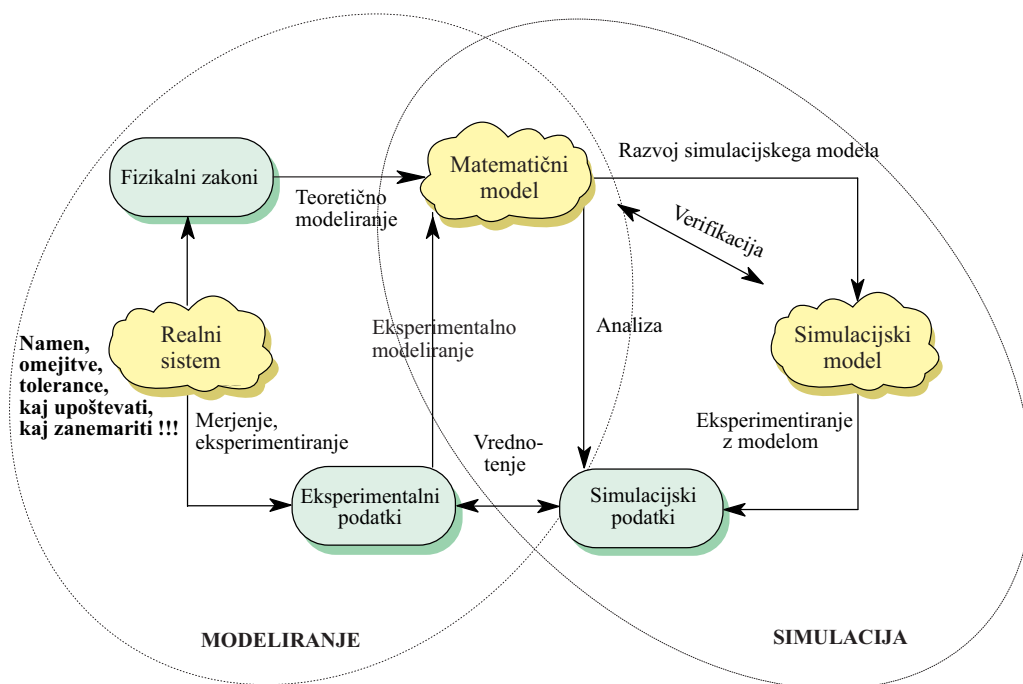 Fizikalni zakoni
Teoretično
modeliranje
Matematični
model
Razvoj simulacijskega modela
Verifikacija
Realni
sistem
Namen,
omejitve,
tolerance,
kaj upoštevati,
kaj zanemariti !!!
Eksperimentalno
modeliranje
Analiza
Simulacijski
model
Merjenje,
eksperimentiranje
Vredno-
tenje
Eksperimentiranje
z modelom
Eksperimentalni
podatki
Simulacijski
podatki
MODELIRANJE
SIMULACIJA